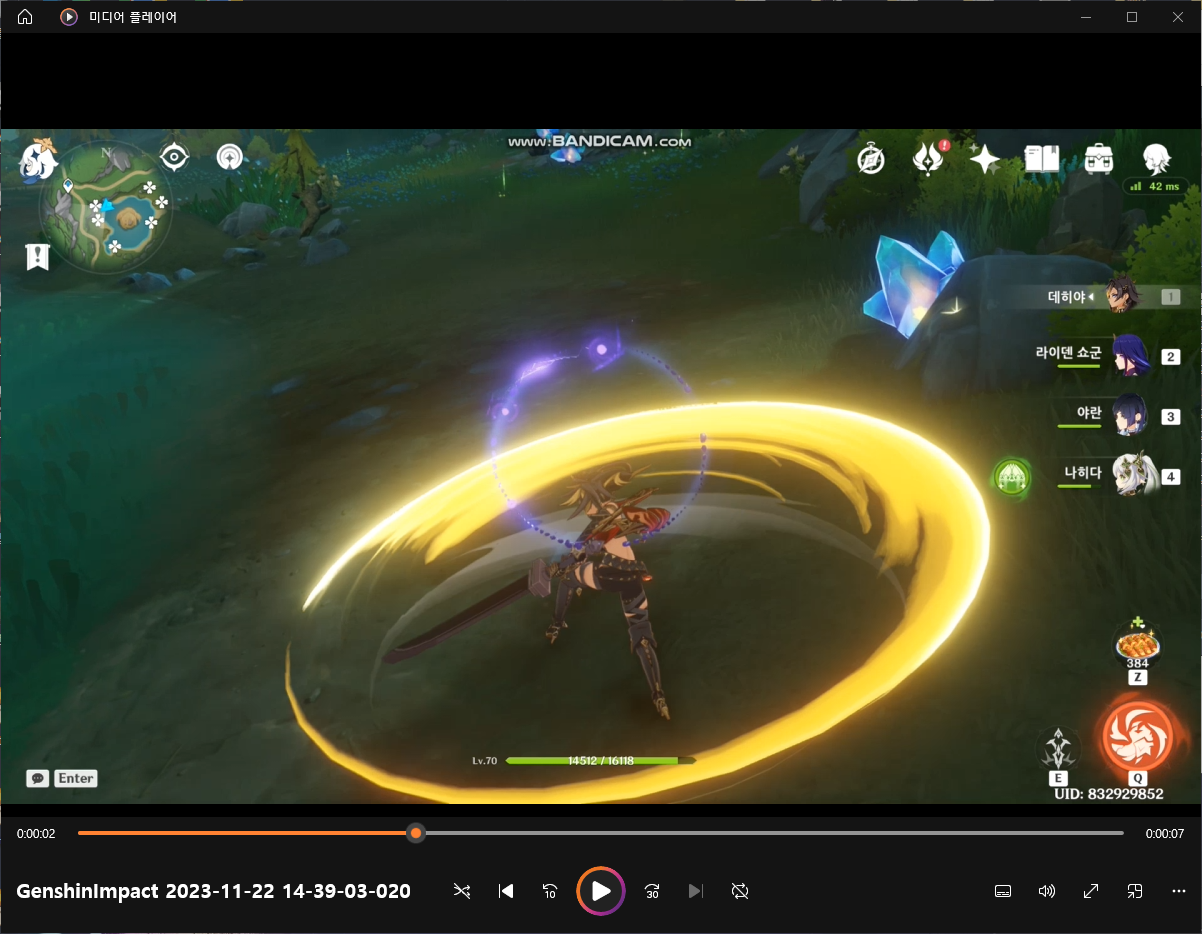 미디어 플레이어
www.BANDICAM.com
N
42 ms
데히야
1
라이덴 쇼군
2
야란
3
나히다
4
384
Z
Lv.70
14512 / 16118
Enter
E
Q
UID: 832929852
0:00:02
0:00:07
GenshinImpact 2023-11-22 14-39-03-020
10
30